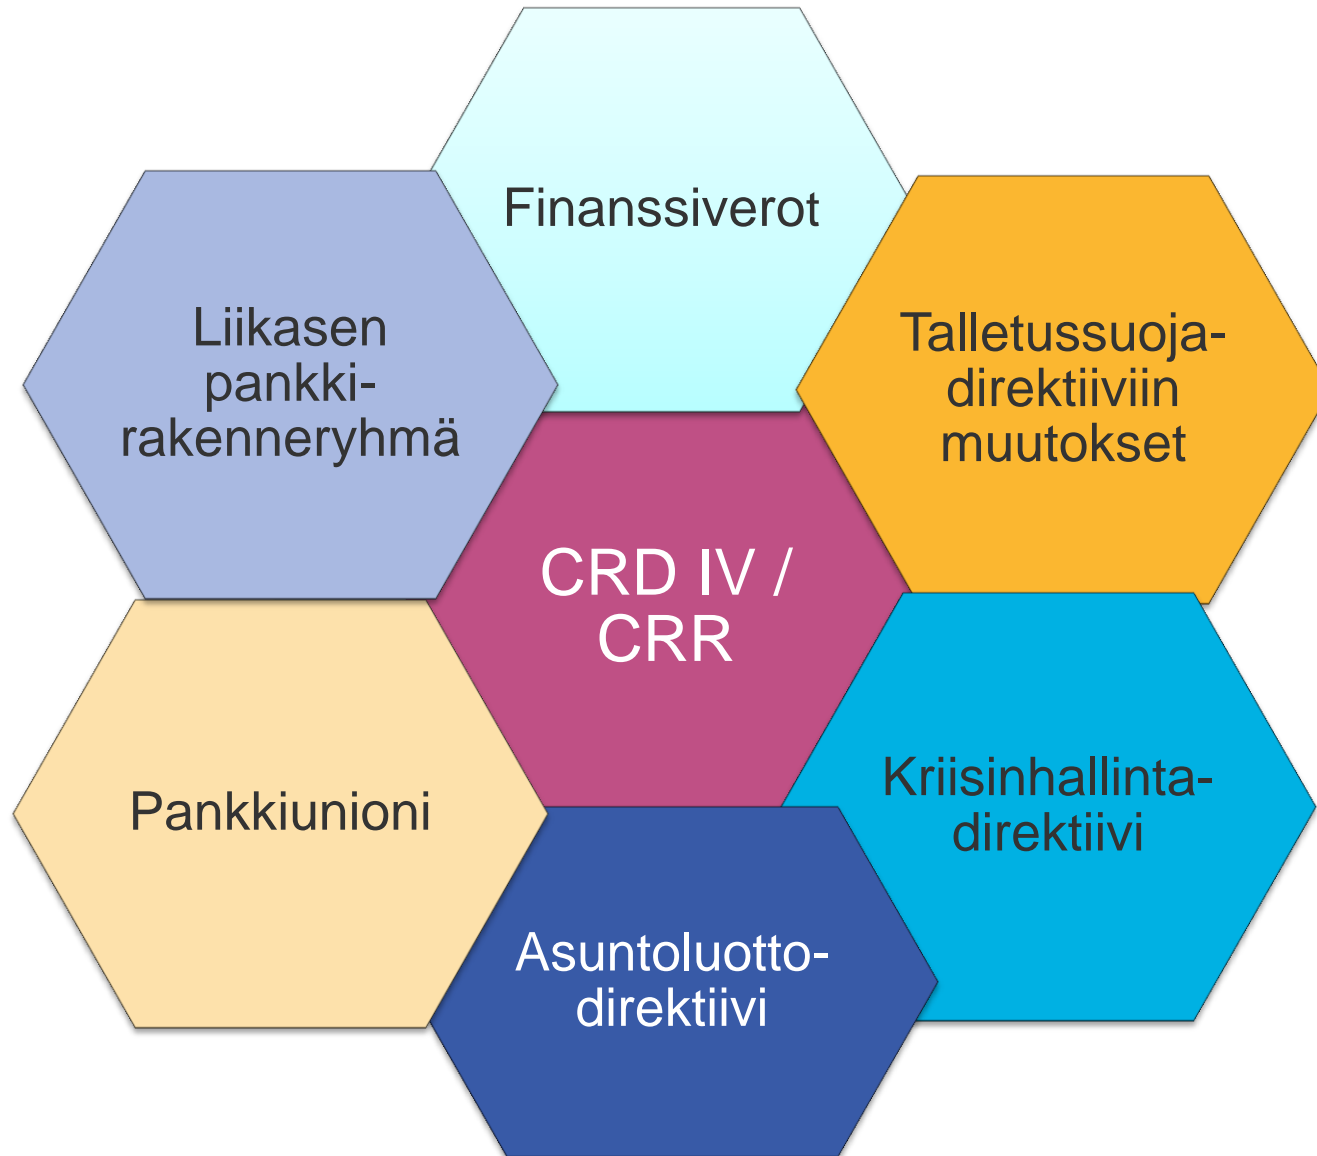 Finanssiverot
Liikasen
pankki-
rakenneryhmä
Talletussuoja-
direktiiviin
muutokset
CRD IV /
CRR
Pankkiunioni
Kriisinhallinta-
direktiivi
Asuntoluotto-
direktiivi